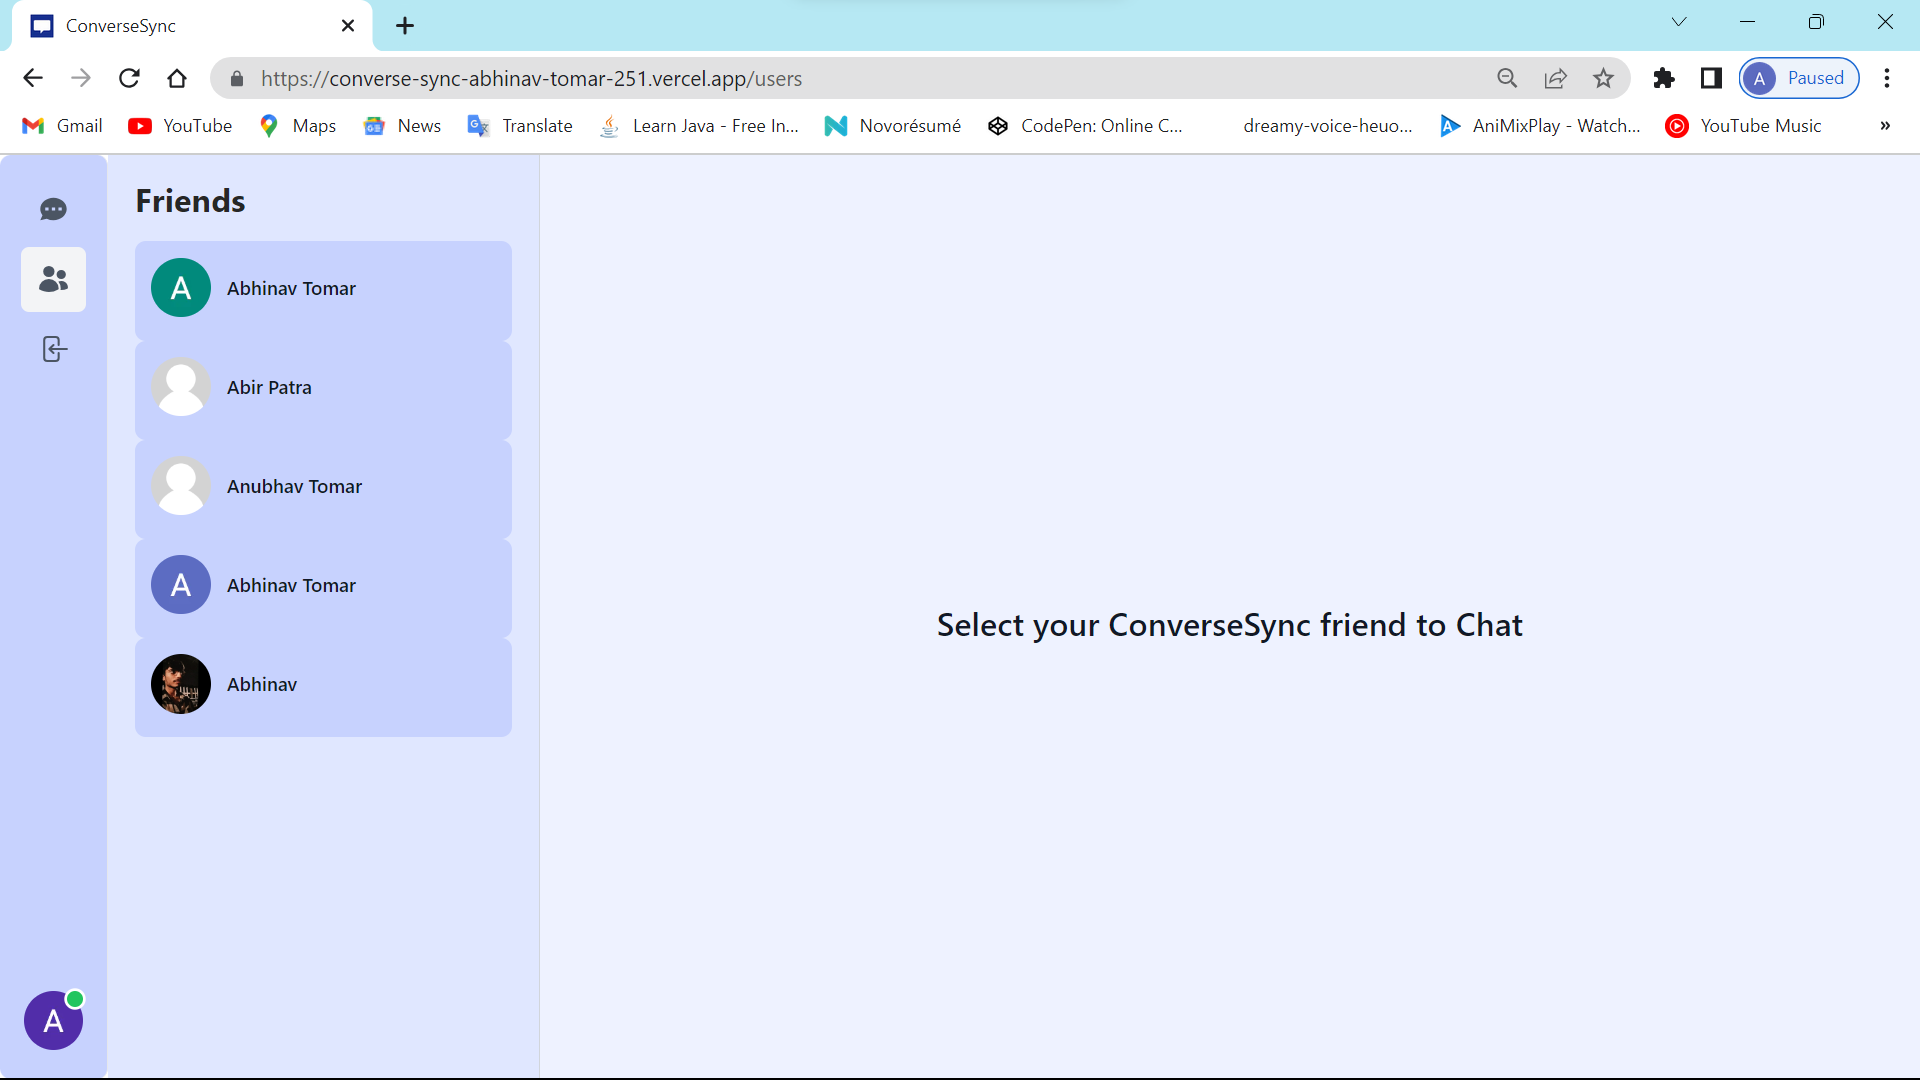 ConverseSync
https://converse-sync-abhinav-tomar-251.vercel.app/users
A Paused
Gmail YouTube Maps News Translate Learn Java - Free In... Novorésumé CodePen: Online C... dreamy-voice-heuo... AniMixPlay - Watch... YouTube Music »
Friends
A Abhinav Tomar
Abir Patra
Anubhav Tomar
A Abhinav Tomar
Abhinav
Select your ConverseSync friend to Chat
A